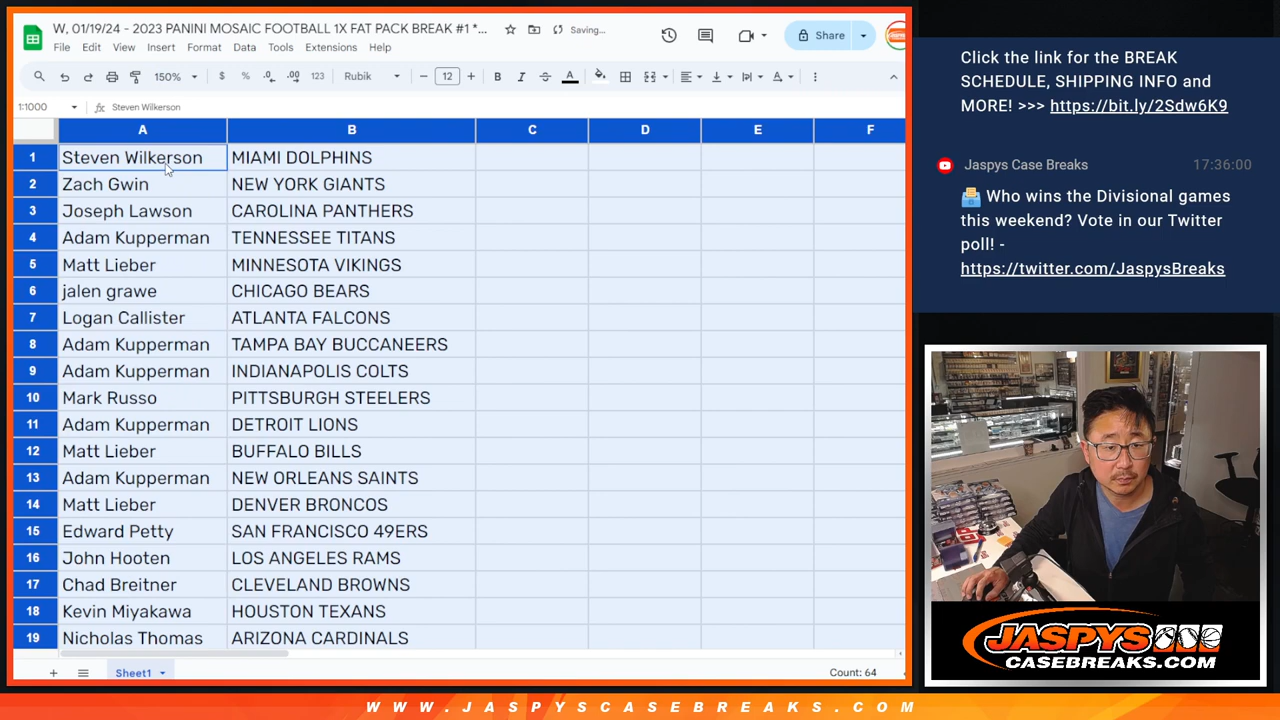 W, 01/19/24 - 2023 PANINI MOSAIC FOOTBALL 1X FAT PACK BREAK #1 *...
Saving...
File Edit View Insert Format Data Tools Extensions Help
Share
150% $ % .0 .00 123 Rubik 12 B I
1:1000 fx Steven Wilkerson
A B C D E F
1 Steven Wilkerson MIAMI DOLPHINS
2 Zach Gwin NEW YORK GIANTS
3 Joseph Lawson CAROLINA PANTHERS
4 Adam Kupperman TENNESSEE TITANS
5 Matt Lieber MINNESOTA VIKINGS
6 jalen grawe CHICAGO BEARS
7 Logan Callister ATLANTA FALCONS
8 Adam Kupperman TAMPA BAY BUCCANEERS
9 Adam Kupperman INDIANAPOLIS COLTS
10 Mark Russo PITTSBURGH STEELERS
11 Adam Kupperman DETROIT LIONS
12 Matt Lieber BUFFALO BILLS
13 Adam Kupperman NEW ORLEANS SAINTS
14 Matt Lieber DENVER BRONCOS
15 Edward Petty SAN FRANCISCO 49ERS
16 John Hooten LOS ANGELES RAMS
17 Chad Breitner CLEVELAND BROWNS
18 Kevin Miyakawa HOUSTON TEXANS
19 Nicholas Thomas ARIZONA CARDINALS
Sheet1
Count: 64
Click the link for the BREAK
SCHEDULE, SHIPPING INFO and
MORE! >>> https://bit.ly/2Sdw6K9
Jaspys Case Breaks 17:36:00
Who wins the Divisional games
this weekend? Vote in our Twitter
poll! -
https://twitter.com/JaspysBreaks
JASPYS
CASEBREAKS.COM
WWW.JASPYSCASEBREAKS.COM